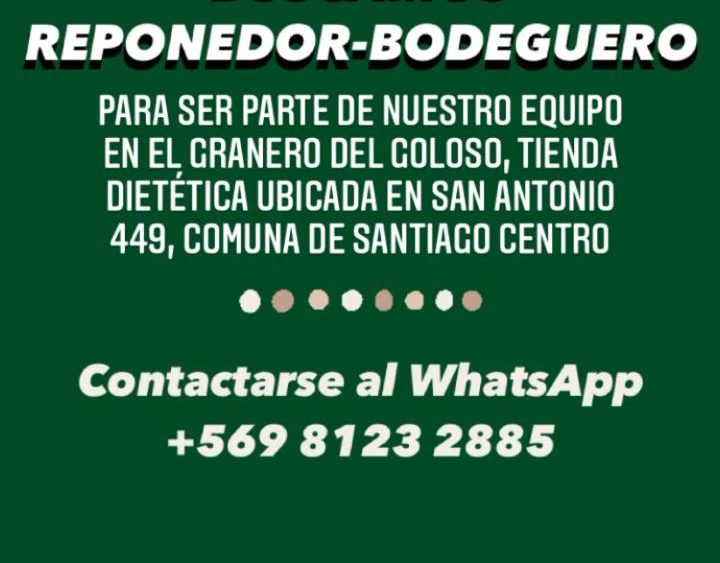 REPONEDOR-BODEGUERO
PARA SER PARTE DE NUESTRO EQUIPO
EN EL GRANERO DEL GOLOSO, TIENDA
DIETÉTICA UBICADA EN SAN ANTONIO
449, COMUNA DE SANTIAGO CENTRO
Contactarse al WhatsApp
+569 8123 2885